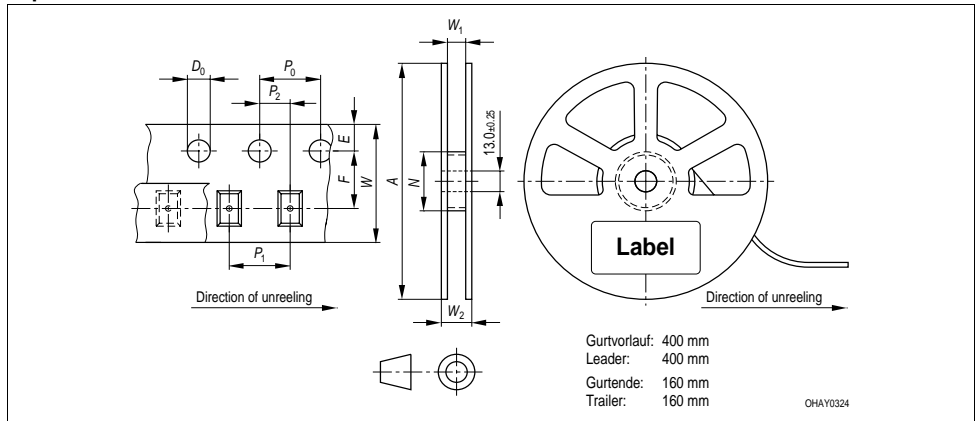 W1
D0
P0
P2
E
F
W
A
N
13.0±0.25
Label
P1
Direction of unreeling
W2
Direction of unreeling
Gurtvorlauf: 400 mm
Leader: 400 mm
Gurtende: 160 mm
Trailer: 160 mm
OHAY0324